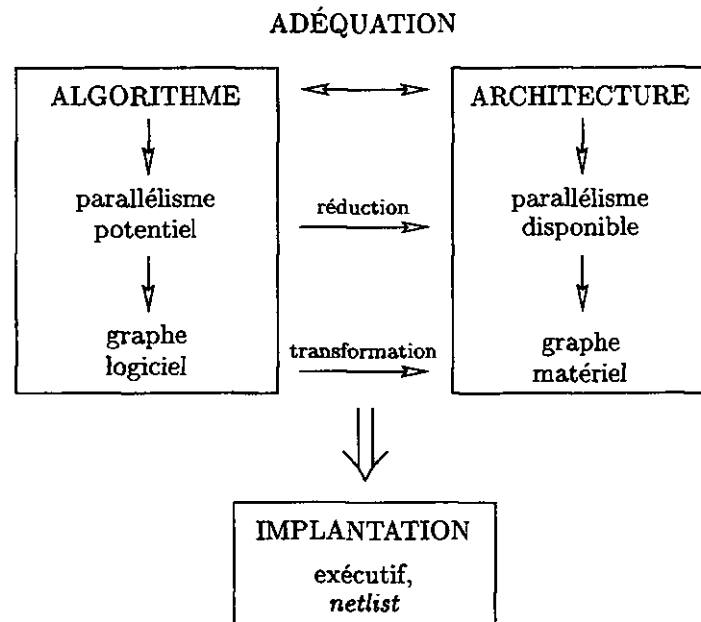 ADÉQUATION
ALGORITHME
ARCHITECTURE
parallélisme
potentiel
réduction
parallélisme
disponible
graphe
logiciel
transformation
graphe
matériel
IMPLANTATION
exécutif,
netlist